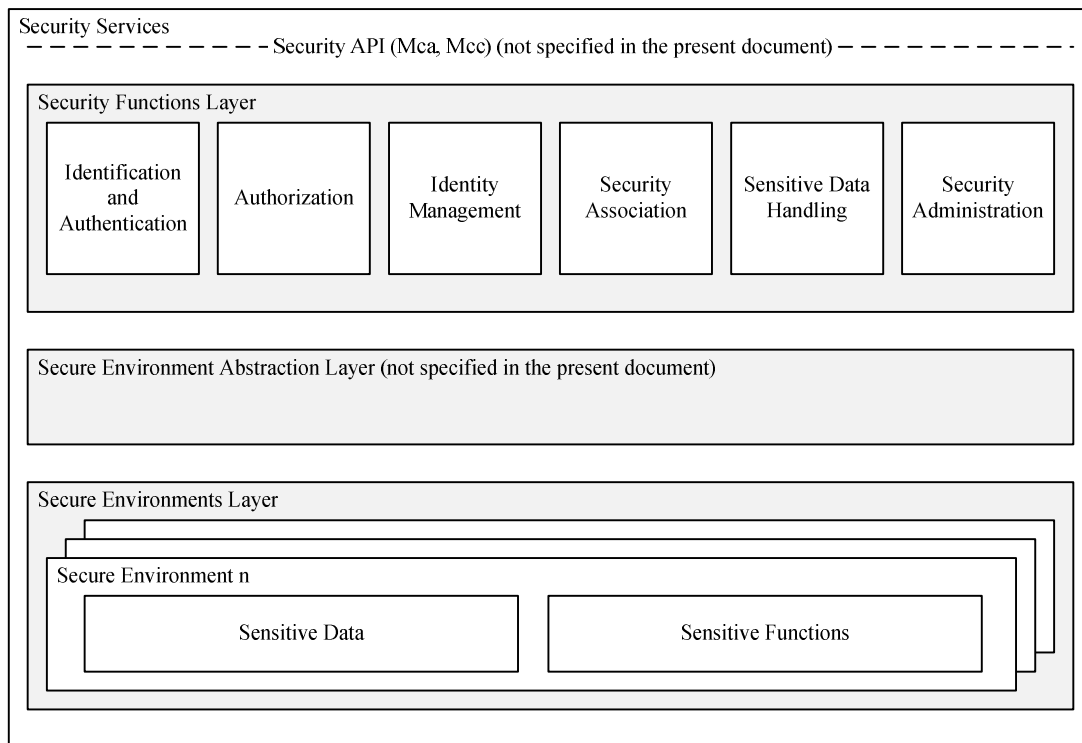 Security Services
Security API (Mca, Mcc) (not specified in the present document)
Security Functions Layer
Identification
and
Authentication
Authorization
Identity
Management
Security
Association
Sensitive Data
Handling
Security
Administration
Secure Environment Abstraction Layer (not specified in the present document)
Secure Environments Layer
Secure Environment n
Sensitive Data
Sensitive Functions